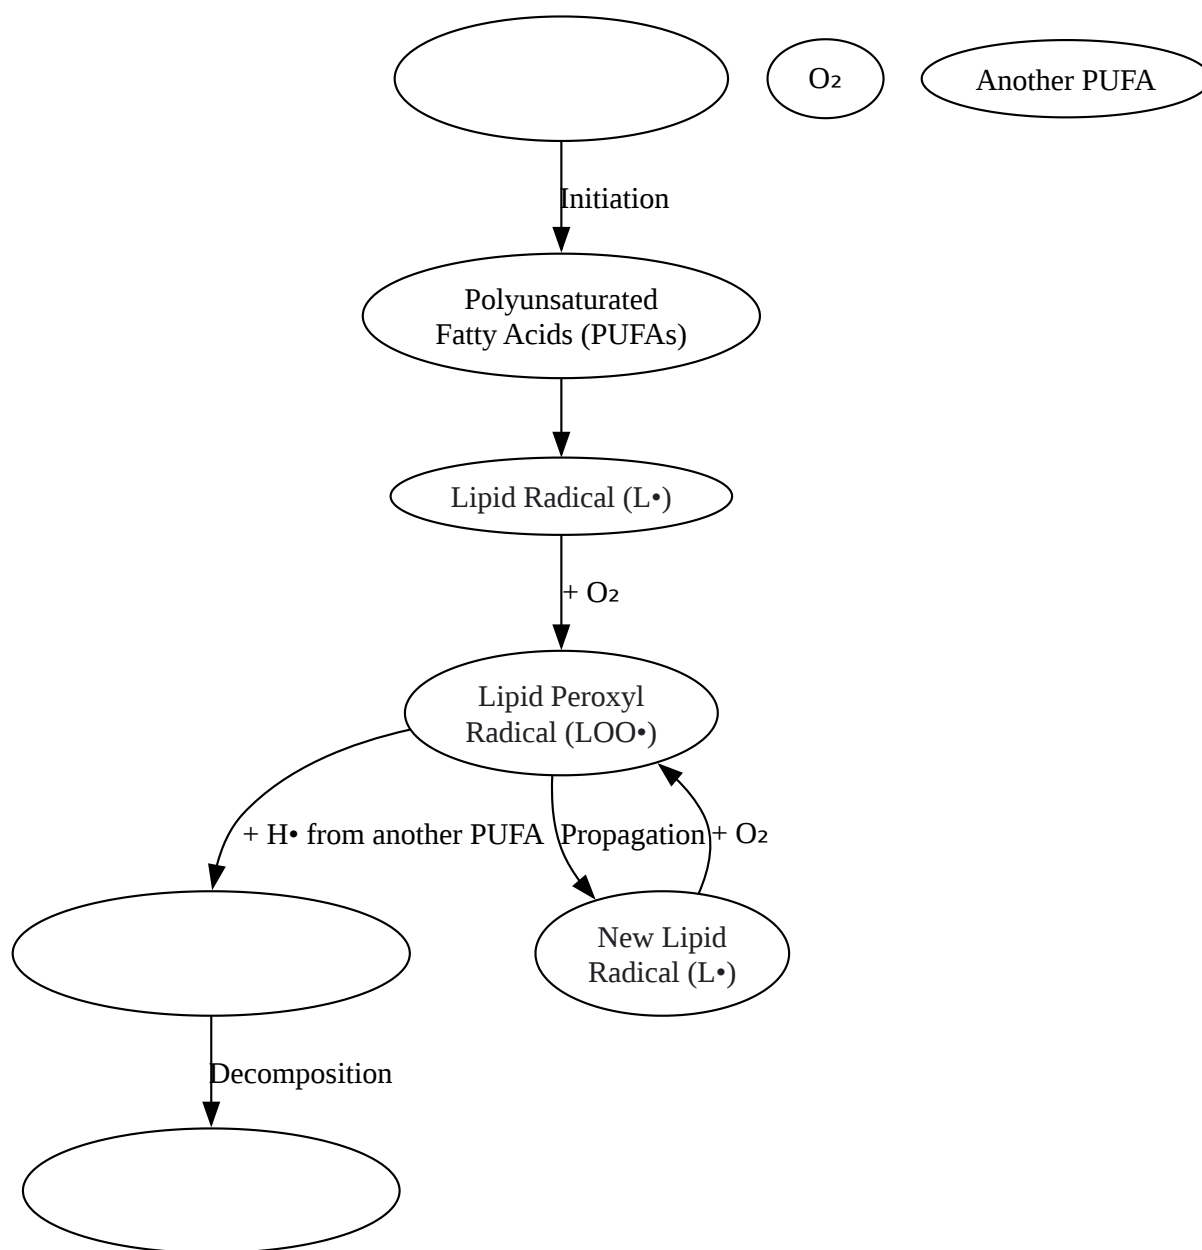 O₂
Another PUFA
Initiation
Polyunsaturated
Fatty Acids (PUFAs)
Lipid Radical (L•)
+ O₂
Lipid Peroxyl
Radical (LOO•)
+ H• from another PUFA
Propagation
+ O₂
New Lipid
Radical (L•)
Decomposition